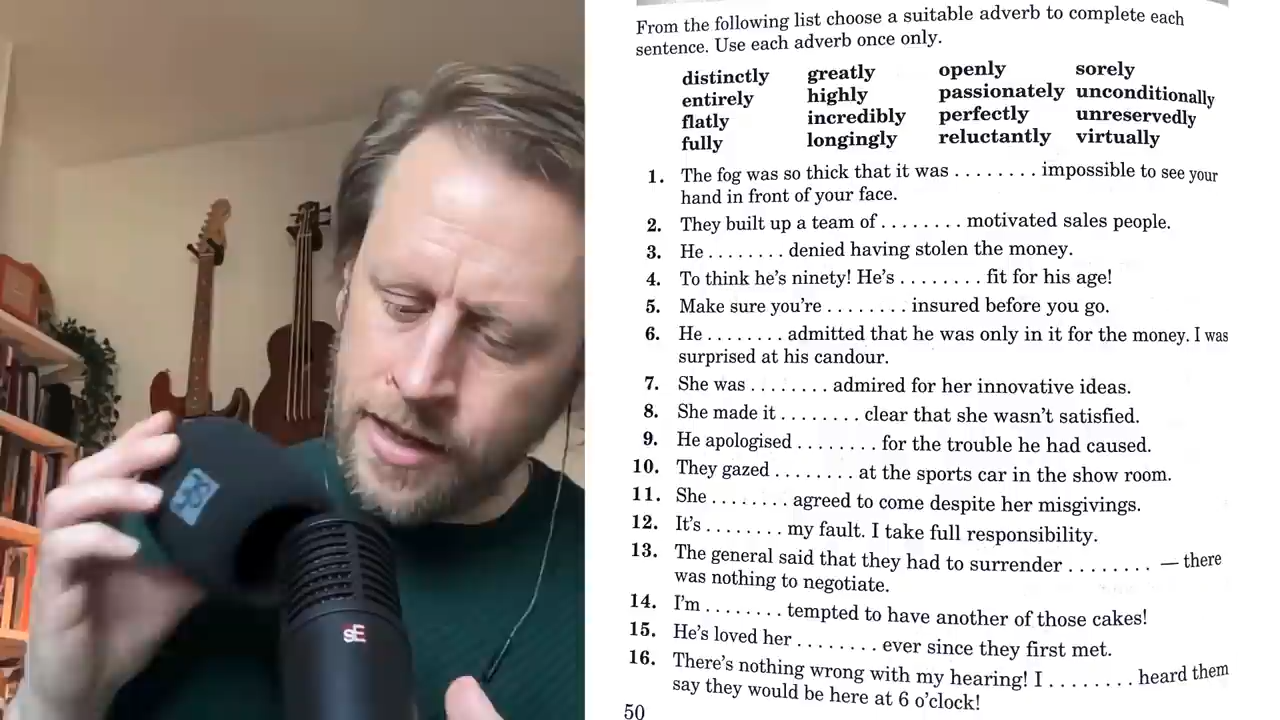 From the following list choose a suitable adverb to complete each
sentence. Use each adverb once only.
distinctly greatly openly sorely
entirely highly passionately unconditionally
flatly incredibly perfectly unreservedly
fully longingly reluctantly virtually
1. The fog was so thick that it was ........ impossible to see your
hand in front of your face.
2. They built up a team of ........ motivated sales people.
3. He ........ denied having stolen the money.
4. To think he's ninety! He's ........ fit for his age!
5. Make sure you're ........ insured before you go.
6. He ........ admitted that he was only in it for the money. I was
surprised at his candour.
7. She was ........ admired for her innovative ideas.
8. She made it ........ clear that she wasn't satisfied.
9. He apologised ........ for the trouble he had caused.
10. They gazed ........ at the sports car in the show room.
11. She ........ agreed to come despite her misgivings.
12. It's ........ my fault. I take full responsibility.
13. The general said that they had to surrender ........ — there
was nothing to negotiate.
14. I'm ........ tempted to have another of those cakes!
15. He's loved her ........ ever since they first met.
16. There's nothing wrong with my hearing! I ........ heard them
say they would be here at 6 o'clock!
50
sE